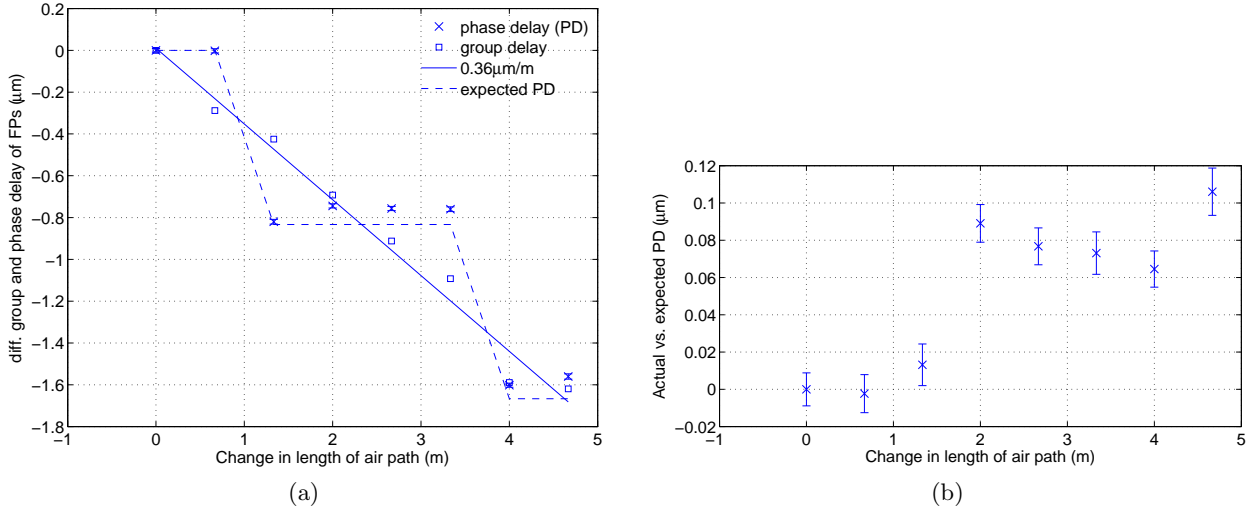 0.2
0
−0.2
−0.4
−0.6
−0.8
−1
−1.2
−1.4
−1.6
−1.8
diff. group and phase delay of FPs (μm)
phase delay (PD)
group delay
0.36μm/m
expected PD
−1 0 1 2 3 4 5
Change in length of air path (m)
(a)
0.12
0.1
0.08
0.06
0.04
0.02
0
−0.02
Actual vs. expected PD (μm)
−1 0 1 2 3 4 5
Change in length of air path (m)
(b)